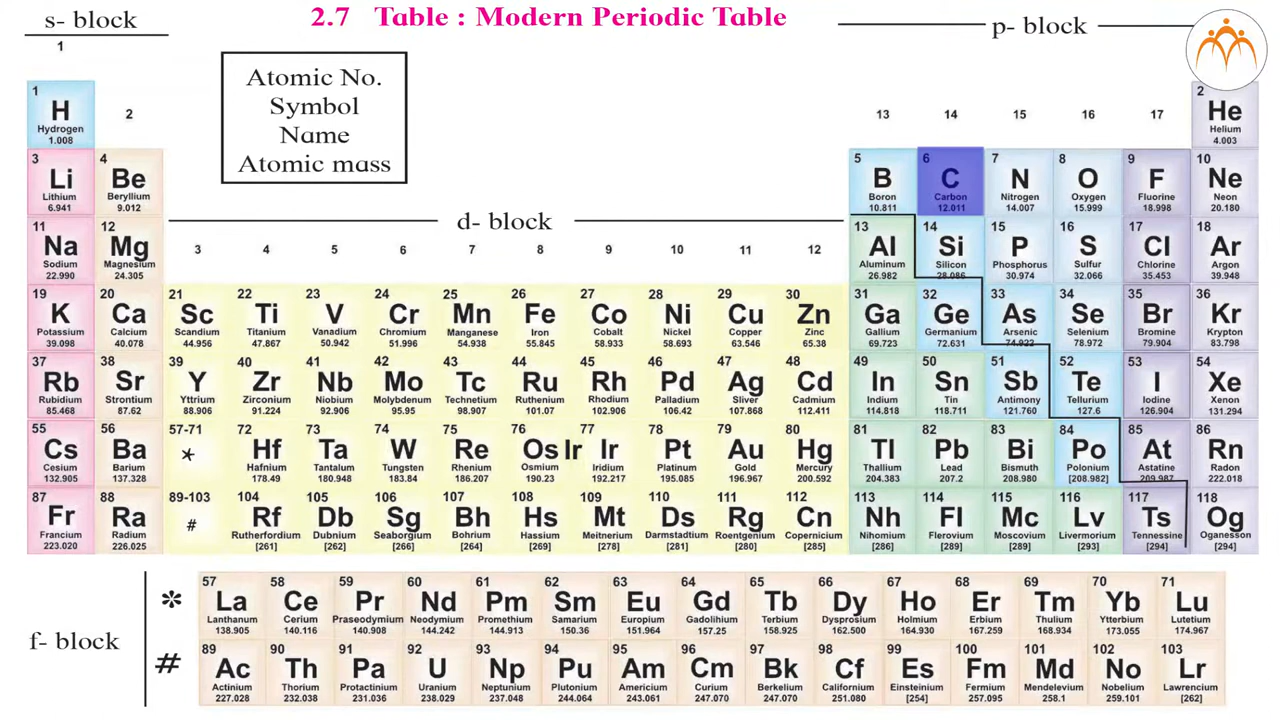 s- block
2.7 Table : Modern Periodic Table
p- block
1
Atomic No.
Symbol
Name
Atomic mass
1
H
Hydrogen
1.008
2
13 14 15 16 17
2
He
Helium
4.003
3 4 5 6 7 8 9 10
Li Be B C N O F Ne
Lithium Beryllium Boron Carbon Nitrogen Oxygen Fluorine Neon
6.941 9.012 10.811 12.011 14.007 15.999 18.998 20.180
d- block
11 12 13 14 15 16 17 18
Na Mg Al Si P S Cl Ar
Sodium Magnesium Aluminum Silicon Phosphorus Sulfur Chlorine Argon
22.990 24.305 26.982 28.086 30.974 32.066 35.453 39.948
3 4 5 6 7 8 9 10 11 12
19 20 21 22 23 24 25 26 27 28 29 30 31 32 33 34 35 36
K Ca Sc Ti V Cr Mn Fe Co Ni Cu Zn Ga Ge As Se Br Kr
Potassium Calcium Scandium Titanium Vanadium Chromium Manganese Iron Cobalt Nickel Copper Zinc Gallium Germanium Arsenic Selenium Bromine Krypton
39.098 40.078 44.956 47.867 50.942 51.996 54.938 55.845 58.933 58.693 63.546 65.38 69.723 72.631 74.922 78.972 79.904 83.798
37 38 39 40 41 42 43 44 45 46 47 48 49 50 51 52 53 54
Rb Sr Y Zr Nb Mo Tc Ru Rh Pd Ag Cd In Sn Sb Te I Xe
Rubidium Strontium Yttrium Zirconium Niobium Molybdenum Technetium Ruthenium Rhodium Palladium Sliver Cadmium Indium Tin Antimony Tellurium Iodine Xenon
85.468 87.62 88.906 91.224 92.906 95.95 98.907 101.07 102.906 106.42 107.868 112.411 114.818 118.711 121.760 127.6 126.904 131.294
55 56 57-71 72 73 74 75 76 77 78 79 80 81 82 83 84 85 86
Cs Ba * Hf Ta W Re Os Ir Ir Pt Au Hg Tl Pb Bi Po At Rn
Cesium Barium Hafnium Tantalum Tungsten Rhenium Osmium Iridium Platinum Gold Mercury Thallium Lead Bismuth Polonium Astatine Radon
132.905 137.328 178.49 180.948 183.84 186.207 190.23 192.217 195.085 196.967 200.592 204.383 207.2 208.980 [208.982] 209.987 222.018
87 88 89-103 104 105 106 107 108 109 110 111 112 113 114 115 116 117 118
Fr Ra # Rf Db Sg Bh Hs Mt Ds Rg Cn Nh Fl Mc Lv Ts Og
Francium Radium Rutherfordium Dubnium Seaborgium Bohrium Hassium Meitnerium Darmstadtium Roentgenium Copernicium Nihomium Flerovium Moscovium Livermorium Tennessine Oganesson
223.020 226.025 [261] [262] [266] [264] [269] [278] [281] [280] [285] [286] [289] [289] [293] [294] [294]
f- block
* 57 58 59 60 61 62 63 64 65 66 67 68 69 70 71
La Ce Pr Nd Pm Sm Eu Gd Tb Dy Ho Er Tm Yb Lu
Lanthanum Cerium Praseodymium Neodymium Promethium Samarium Europium Gadolihium Terbium Dysprosium Holmium Erbium Thulium Ytterbium Lutetium
138.905 140.116 140.908 144.242 144.913 150.36 151.964 157.25 158.925 162.500 164.930 167.259 168.934 173.055 174.967
# 89 90 91 92 93 94 95 96 97 98 99 100 101 102 103
Ac Th Pa U Np Pu Am Cm Bk Cf Es Fm Md No Lr
Actinium Thorium Protactinium Uranium Neptunium Plutonium Americium Curium Berkelium Californium Einsteinium Fermium Mendelevium Nobelium Lawrencium
227.028 232.038 231.036 238.029 237.048 244.064 243.061 247.070 247.070 251.080 [254] 257.095 258.1 259.101 [262]